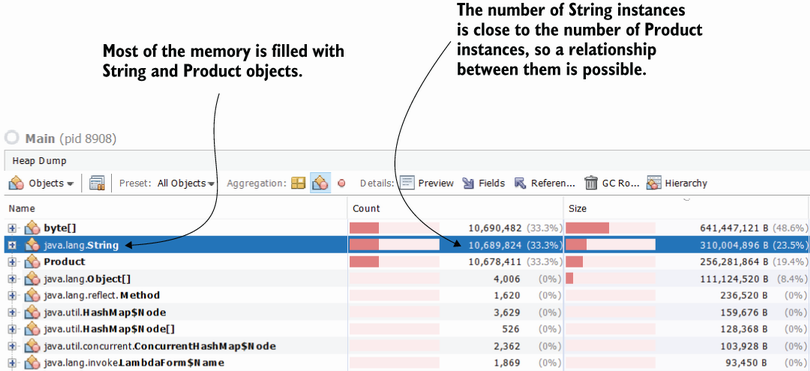 The number of String instances
is close to the number of Product
instances, so a relationship
between them is possible.
Most of the memory is filled with
String and Product objects.
Main (pid 8908)
Heap Dump
Objects Preset: All Objects Aggregation: Details: Preview Fields Referen... GC Ro... Hierarchy
Name Count Size
byte[] 10,690,482 (33.3%) 641,447,121 B (48.6%)
java.lang.String 10,689,824 (33.3%) 310,004,896 B (23.5%)
Product 10,678,411 (33.3%) 256,281,864 B (19.4%)
java.lang.Object[] 4,006 (0%) 111,124,520 B (8.4%)
java.lang.reflect.Method 1,620 (0%) 236,520 B (0%)
java.util.HashMap$Node 3,629 (0%) 159,676 B (0%)
java.util.HashMap$Node[] 526 (0%) 128,368 B (0%)
java.util.concurrent.ConcurrentHashMap$Node 2,362 (0%) 103,928 B (0%)
java.lang.invoke.LambdaForm$Name 1,869 (0%) 93,450 B (0%)